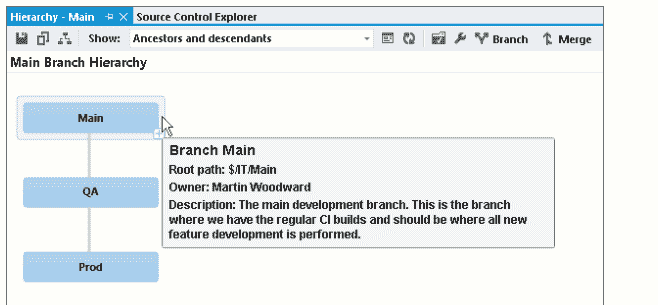 Hierarchy - Main Source Control Explorer
Show: Ancestors and descendants Branch Merge
Main Branch Hierarchy
Main
Branch Main
Root path: $/IT/Main
Owner: Martin Woodward
Description: The main development branch. This is the branch
where we have the regular CI builds and should be where all new
feature development is performed.
QA
Prod